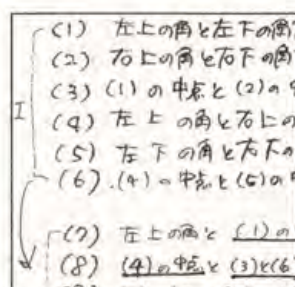 (1) 左上の角と左下の角
(2) 右上の角と右下の角
(3) (1)の中点と(2)の
(4) 左上の角と右上の
(5) 左下の角と右下の
I
(6) (4)の中点と(5)の
(7) 左上の角と(1)の
(8) (4)の中点と(3)と(6)